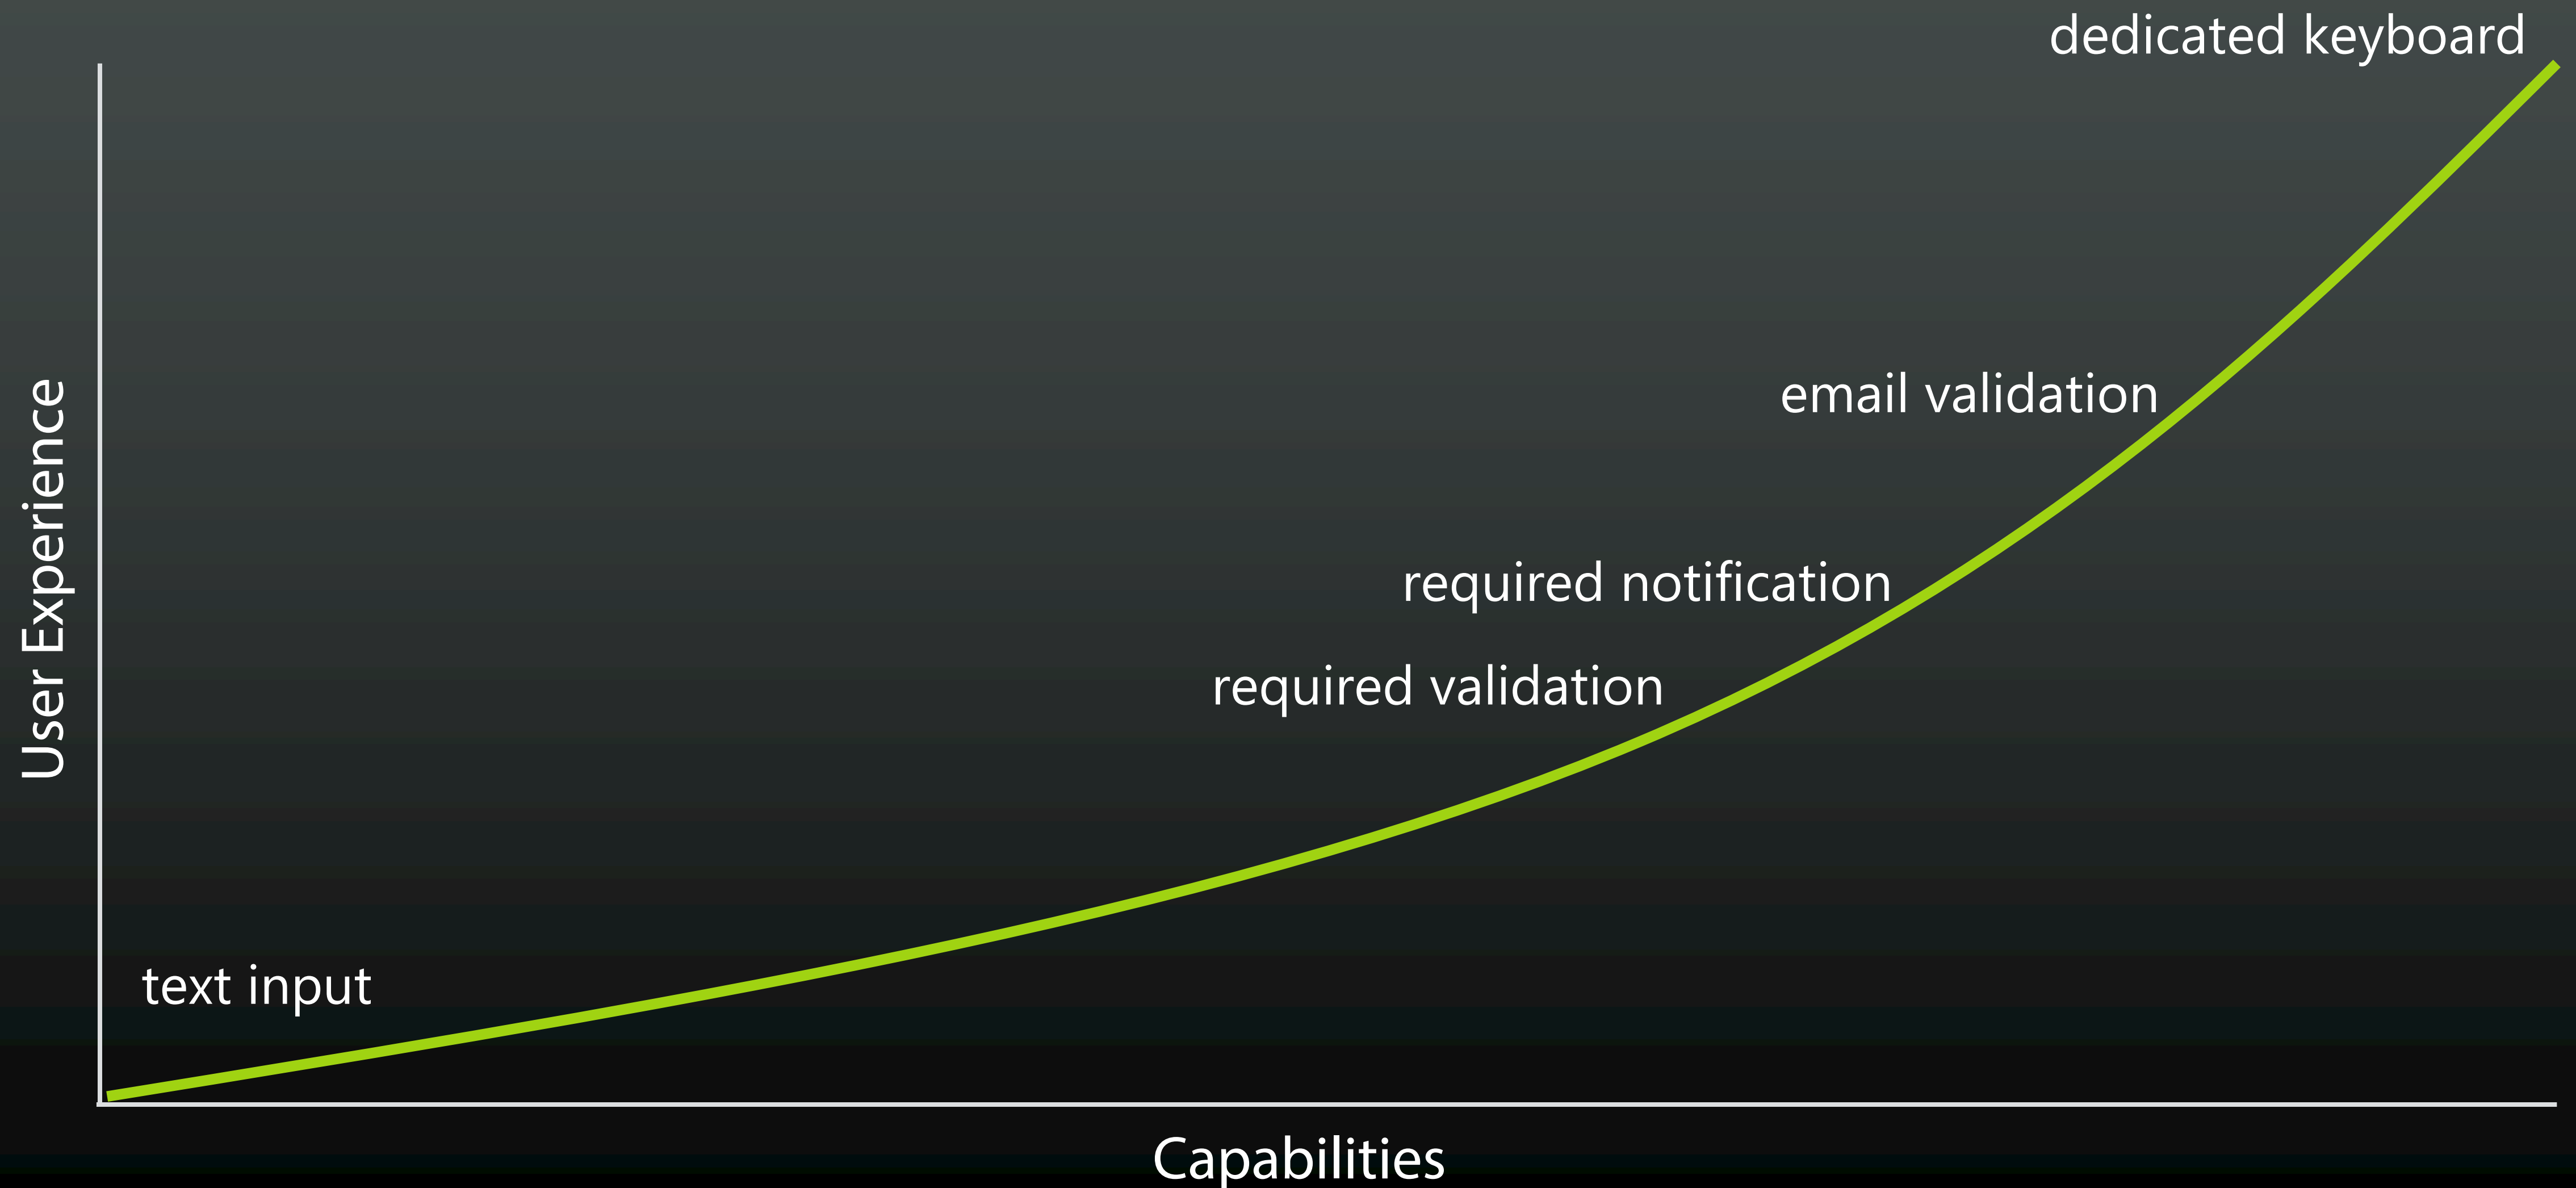 dedicated keyboard
email validation
required notification
required validation
text input
User Experience
Capabilities